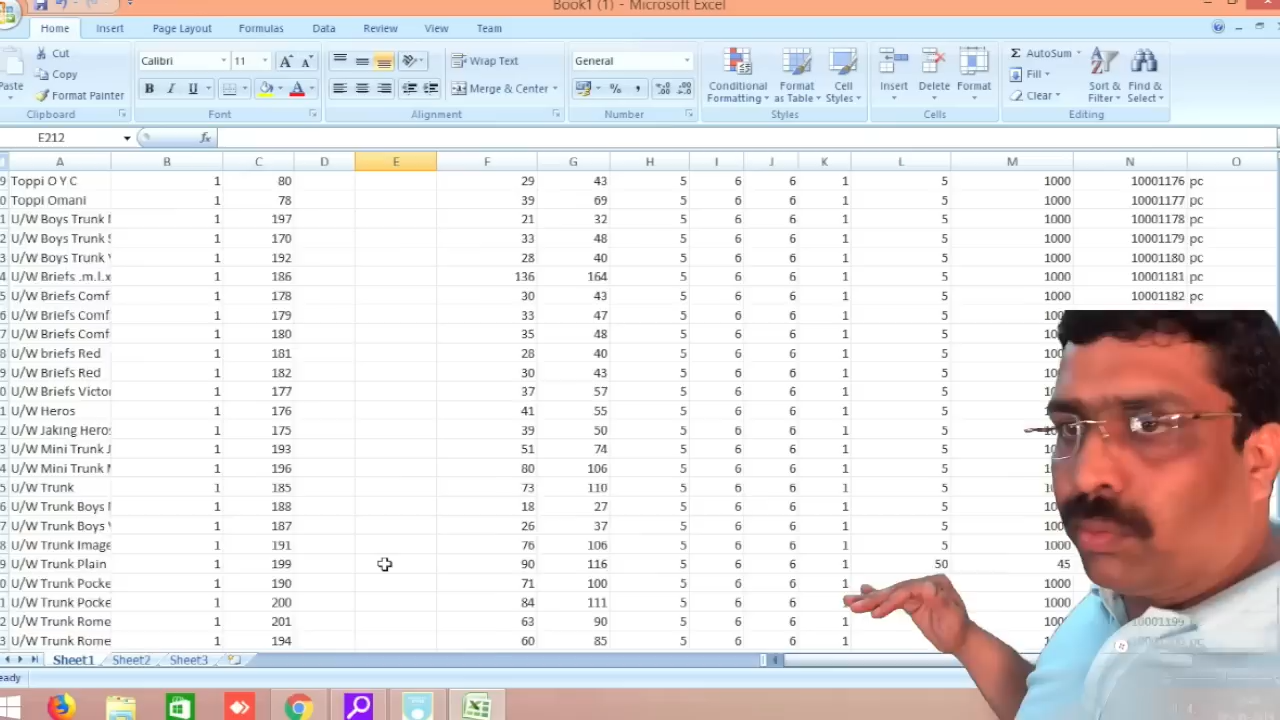 Book1 (1) - Microsoft Excel
Home Insert Page Layout Formulas Data Review View Team
Cut Calibri 11 Wrap Text General AutoSum
Copy Fill
Paste Format Painter Merge & Center Conditional Formatting Format as Table Cell Styles Insert Delete Format Clear Sort & Filter Find & Select
Clipboard Font Alignment Number Styles Cells Editing
E212 fx
A B C D E F G H I J K L M N O
Toppi O Y C 1 80 29 43 5 6 6 1 5 1000 10001176 pc
Toppi Omani 1 78 39 69 5 6 6 1 5 1000 10001177 pc
U/W Boys Trunk 1 197 21 32 5 6 6 1 5 1000 10001178 pc
U/W Boys Trunk 1 170 33 48 5 6 6 1 5 1000 10001179 pc
U/W Boys Trunk 1 192 28 40 5 6 6 1 5 1000 10001180 pc
U/W Briefs .m.l.x 1 186 136 164 5 6 6 1 5 1000 10001181 pc
U/W Briefs Comf 1 178 30 43 5 6 6 1 5 1000 10001182 pc
U/W Briefs Comf 1 179 33 47 5 6 6 1 5
U/W Briefs Comf 1 180 35 48 5 6 6 1 5
U/W briefs Red 1 181 28 40 5 6 6 1 5
U/W Briefs Red 1 182 30 43 5 6 6 1 5
U/W Briefs Victo 1 177 37 57 5 6 6 1 5
U/W Heros 1 176 41 55 5 6 6 1 5
U/W Jaking Heros 1 175 39 50 5 6 6 1 5
U/W Mini Trunk J 1 193 51 74 5 6 6 1 5
U/W Mini Trunk 1 196 80 106 5 6 6 1 5
U/W Trunk 1 185 73 110 5 6 6 1 5
U/W Trunk Boys 1 188 18 27 5 6 6 1 5
U/W Trunk Boys 1 187 26 37 5 6 6 1 5
U/W Trunk Image 1 191 76 106 5 6 6 1 5 1000
U/W Trunk Plain 1 199 90 116 5 6 6 1 50 45
U/W Trunk Pocke 1 190 71 100 5 6 6 1 1000
U/W Trunk Pocke 1 200 84 111 5 6 6 1000
U/W Trunk Rome 1 201 63 90 5 6 6 1 1000 10001199
U/W Trunk Rome 1 194 60 85 5 6 6 1
Sheet1 Sheet2 Sheet3